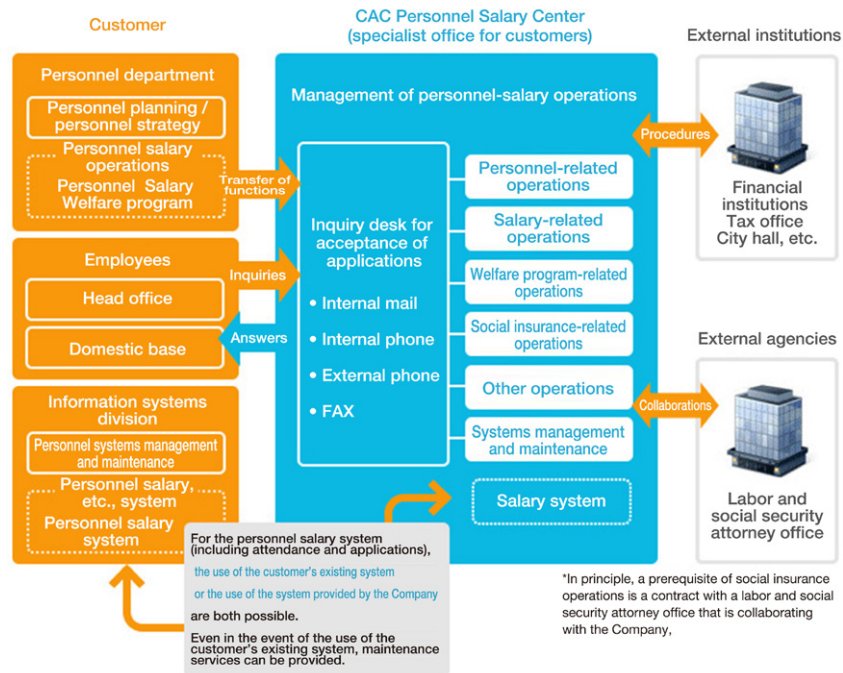 Customer
Personnel department
Personnel planning /
personnel strategy
Personnel salary
operations
Personnel Salary
Welfare program
Transfer of
functions
Employees
Head office
Domestic base
Inquiries
Answers
Information systems
division
Personnel systems management
and maintenance
Personnel salary,
etc., system
Personnel salary
system
CAC Personnel Salary Center
(specialist office for customers)
Management of personnel-salary operations
Inquiry desk for
acceptance of
applications
• Internal mail
• Internal phone
• External phone
• FAX
Personnel-related
operations
Salary-related
operations
Welfare program-related
operations
Social insurance-related
operations
Other operations
Systems management
and maintenance
Salary system
For the personnel salary system
(including attendance and applications),
the use of the customer's existing system
or the use of the system provided by the Company
are both possible.
Even in the event of the use of the
customer's existing system, maintenance
services can be provided.
External institutions
Procedures
Financial
institutions
Tax office
City hall, etc.
External agencies
Collaborations
Labor and
social security
attorney office
*In principle, a prerequisite of social insurance
operations is a contract with a labor and social
security attorney office that is collaborating
with the Company,